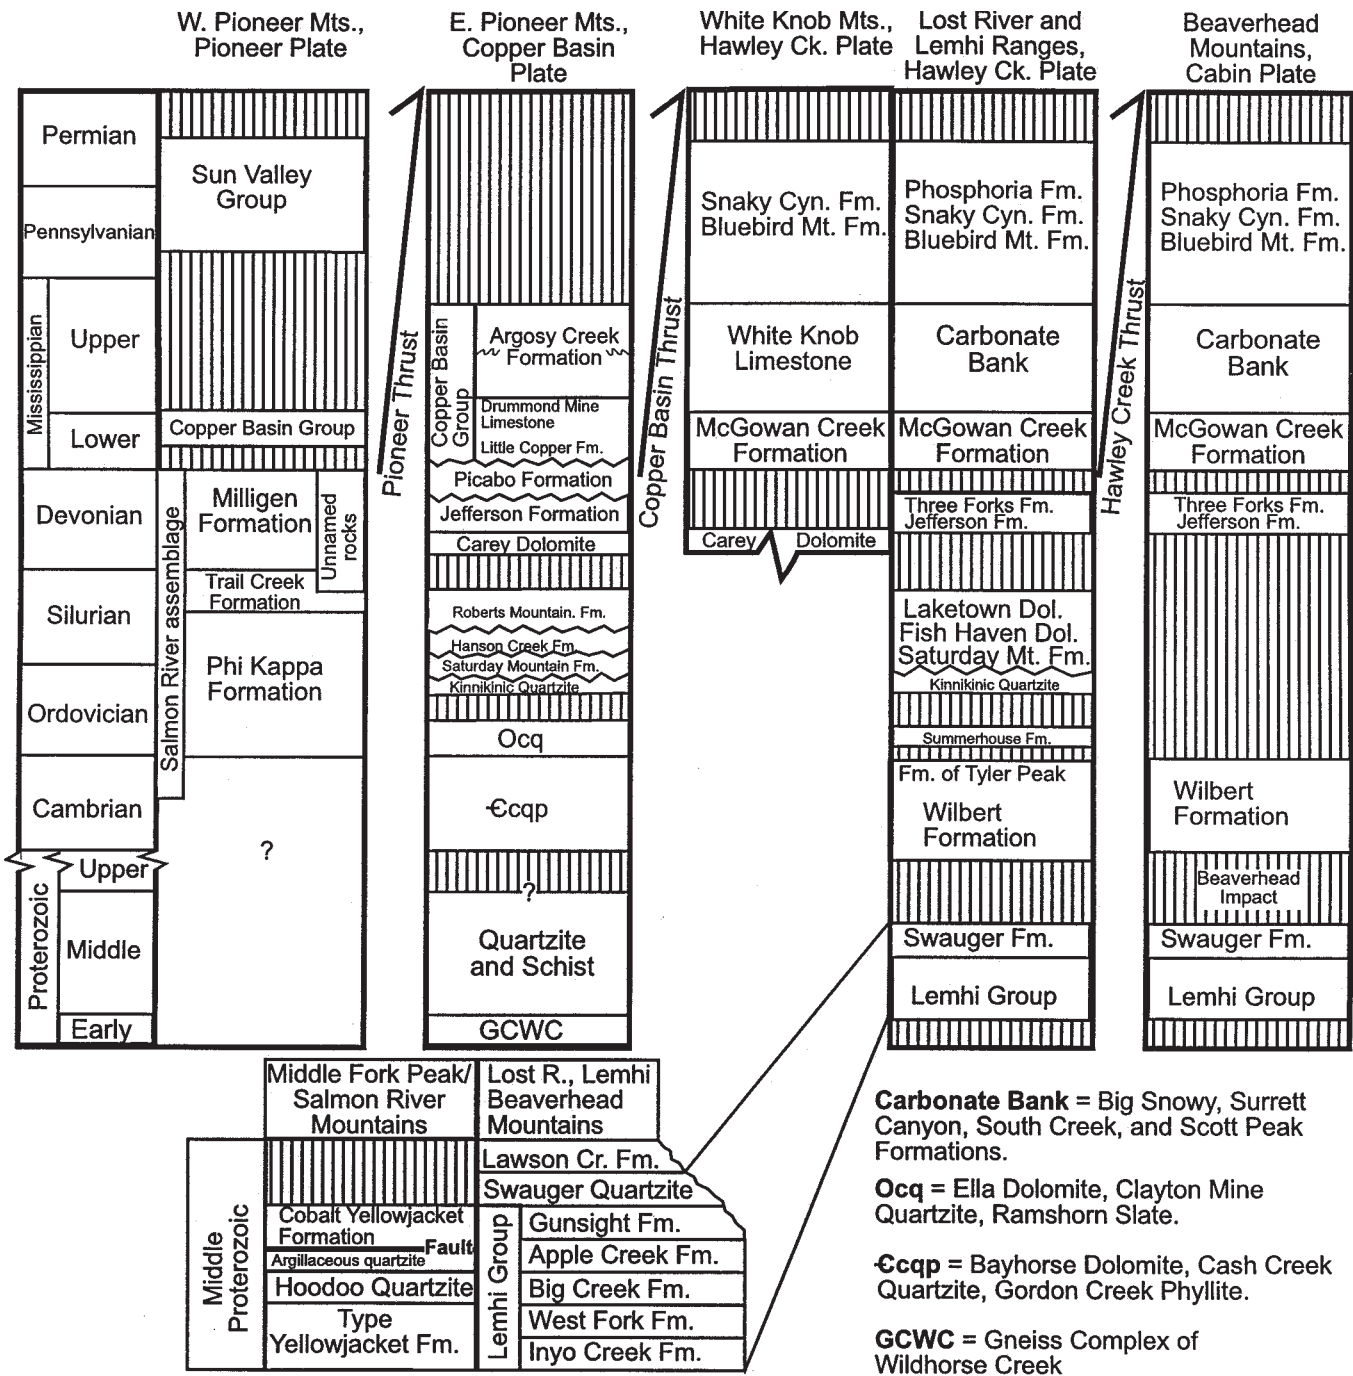 W. Pioneer Mts.,
Pioneer Plate
E. Pioneer Mts.,
Copper Basin
Plate
White Knob Mts.,
Hawley Ck. Plate
Lost River and
Lemhi Ranges,
Hawley Ck. Plate
Beaverhead
Mountains,
Cabin Plate
Permian
Pennsylvanian
Mississippian
Upper
Lower
Devonian
Silurian
Ordovician
Cambrian
Proterozoic
Upper
Middle
Early
Sun Valley
Group
Copper Basin Group
Salmon River assemblage
Milligen
Formation
Unnamed
rocks
Trail Creek
Formation
Phi Kappa
Formation
?
Pioneer Thrust
Copper Basin
Group
Argosy Creek
Formation
Drummond Mine
Limestone
Little Copper Fm.
Picabo Formation
Jefferson Formation
Carey Dolomite
Roberts Mountain. Fm.
Hanson Creek Fm.
Saturday Mountain Fm.
Kinnikinic Quartzite
Ocq
Ꞓcqp
?
Quartzite
and Schist
GCWC
Copper Basin Thrust
Snaky Cyn. Fm.
Bluebird Mt. Fm.
White Knob
Limestone
McGowan Creek
Formation
Carey Dolomite
Phosphoria Fm.
Snaky Cyn. Fm.
Bluebird Mt. Fm.
Carbonate
Bank
McGowan Creek
Formation
Three Forks Fm.
Jefferson Fm.
Laketown Dol.
Fish Haven Dol.
Saturday Mt. Fm.
Kinnikinic Quartzite
Summerhouse Fm.
Fm. of Tyler Peak
Wilbert
Formation
Swauger Fm.
Lemhi Group
Hawley Creek Thrust
Phosphoria Fm.
Snaky Cyn. Fm.
Bluebird Mt. Fm.
Carbonate
Bank
McGowan Creek
Formation
Three Forks Fm.
Jefferson Fm.
Wilbert
Formation
Beaverhead
Impact
Swauger Fm.
Lemhi Group
Middle Fork Peak/
Salmon River
Mountains
Lost R., Lemhi
Beaverhead
Mountains
Middle
Proterozoic
Cobalt Yellowjacket
Formation
Fault
Argillaceous quartzite
Hoodoo Quartzite
Type
Yellowjacket Fm.
Lawson Cr. Fm.
Swauger Quartzite
Lemhi Group
Gunsight Fm.
Apple Creek Fm.
Big Creek Fm.
West Fork Fm.
Inyo Creek Fm.
Carbonate Bank = Big Snowy, Surrett
Canyon, South Creek, and Scott Peak
Formations.
Ocq = Ella Dolomite, Clayton Mine
Quartzite, Ramshorn Slate.
Ꞓcqp = Bayhorse Dolomite, Cash Creek
Quartzite, Gordon Creek Phyllite.
GCWC = Gneiss Complex of
Wildhorse Creek